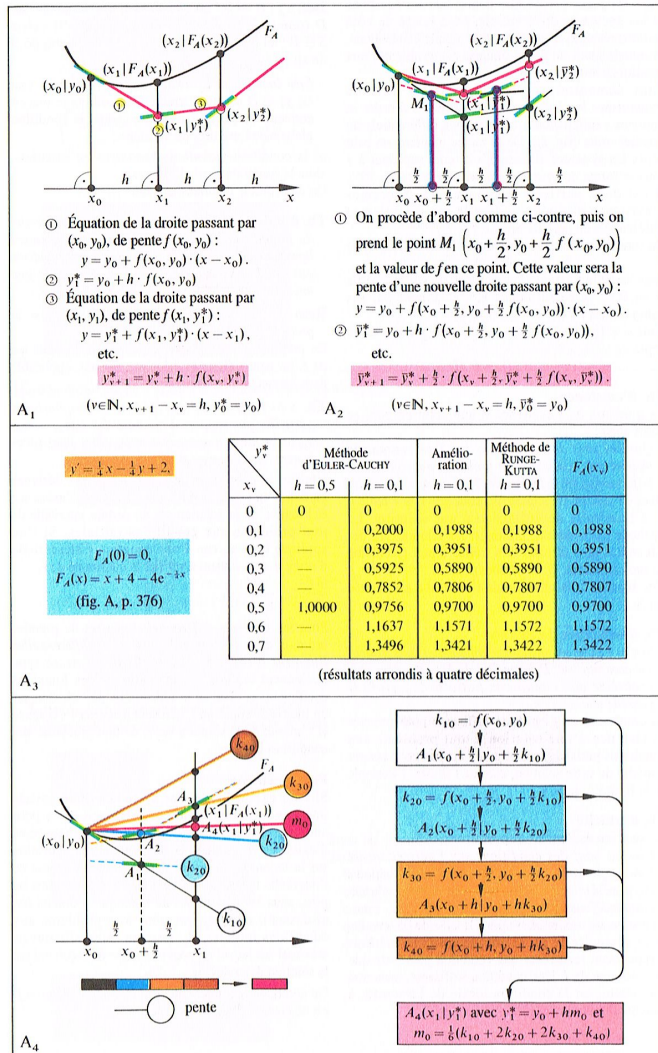 F_A
(x₂|F_A(x₂))
(x₁|F_A(x₁))
(x₀|y₀)
① ③
② (x₁|y₁*) (x₂|y₂*)
h h h
x₀ x₁ x₂ x
① Équation de la droite passant par
(x₀, y₀), de pente f(x₀, y₀) :
y = y₀ + f(x₀, y₀)·(x − x₀).
② y₁* = y₀ + h · f(x₀, y₀)
③ Équation de la droite passant par
(x₁, y₁), de pente f(x₁, y₁*) :
y = y₁* + f(x₁, y₁*)·(x − x₁),
etc.
y*ᵥ₊₁ = y*ᵥ + h · f(xᵥ, y*ᵥ)
(v∈ℕ, xᵥ₊₁ − xᵥ = h, y₀* = y₀)
A₁
F_A
(x₂|F_A(x₂))
(x₁|F_A(x₁))
(x₀|y₀) (x₂|ȳ₂*)
M₁ (x₁|ȳ₁*) (x₂|y₂*)
(x₁|y₁*)
h/2 h/2 h/2 h/2 h/2
x₀ x₀+h/2 x₁ x₁+h/2 x₂
① On procède d'abord comme ci-contre, puis on
prend le point M₁ (x₀ + h/2, y₀ + h/2 f (x₀, y₀))
et la valeur de f en ce point. Cette valeur sera la
pente d'une nouvelle droite passant par (x₀, y₀) :
y = y₀ + f(x₀ + h/2, y₀ + h/2 f(x₀, y₀))·(x − x₀).
② ȳ₁* = y₀ + h · f(x₀ + h/2, y₀ + h/2 f(x₀, y₀)),
etc.
ȳ*ᵥ₊₁ = ȳ*ᵥ + h/2 · f(xᵥ + h/2, ȳ*ᵥ + h/2 f(xᵥ, ȳ*ᵥ)).
(v∈ℕ, xᵥ₊₁ − xᵥ = h, ȳ₀* = y₀)
A₂
y′ = ¼x − ¼y + 2,
F_A(0) = 0,
F_A(x) = x + 4 − 4e^(−¼x)
(fig. A, p. 376)
A₃
yᵥ* Méthode Amélio- Méthode de F_A(xᵥ)
d'EULER-CAUCHY ration RUNGE-
KUTTA
xᵥ h = 0,5 h = 0,1 h = 0,1 h = 0,1
0 0 0 0 0 0
0,1 — 0,2000 0,1988 0,1988 0,1988
0,2 — 0,3975 0,3951 0,3951 0,3951
0,3 — 0,5925 0,5890 0,5890 0,5890
0,4 — 0,7852 0,7806 0,7807 0,7807
0,5 1,0000 0,9756 0,9700 0,9700 0,9700
0,6 — 1,1637 1,1571 1,1572 1,1572
0,7 — 1,3496 1,3421 1,3422 1,3422
(résultats arrondis à quatre décimales)
k₄₀
F_A
k₃₀
A₃
(x₁|F_A(x₁))
A₄(x₁|y₁*) m₀
(x₀|y₀) A₂ k₂₀
A₁ k₂₀
k₁₀
h/2 h/2
x₀ x₀ + h/2 x₁
pente
A₄
k₁₀ = f(x₀, y₀)
A₁(x₀ + h/2|y₀ + h/2 k₁₀)
k₂₀ = f(x₀ + h/2, y₀ + h/2 k₁₀)
A₂(x₀ + h/2|y₀ + h/2 k₂₀)
k₃₀ = f(x₀ + h/2, y₀ + h/2 k₂₀)
A₃(x₀ + h|y₀ + hk₃₀)
k₄₀ = f(x₀ + h, y₀ + hk₃₀)
A₄(x₁|y₁*) avec y₁* = y₀ + hm₀ et
m₀ = ⅙(k₁₀ + 2k₂₀ + 2k₃₀ + k₄₀)